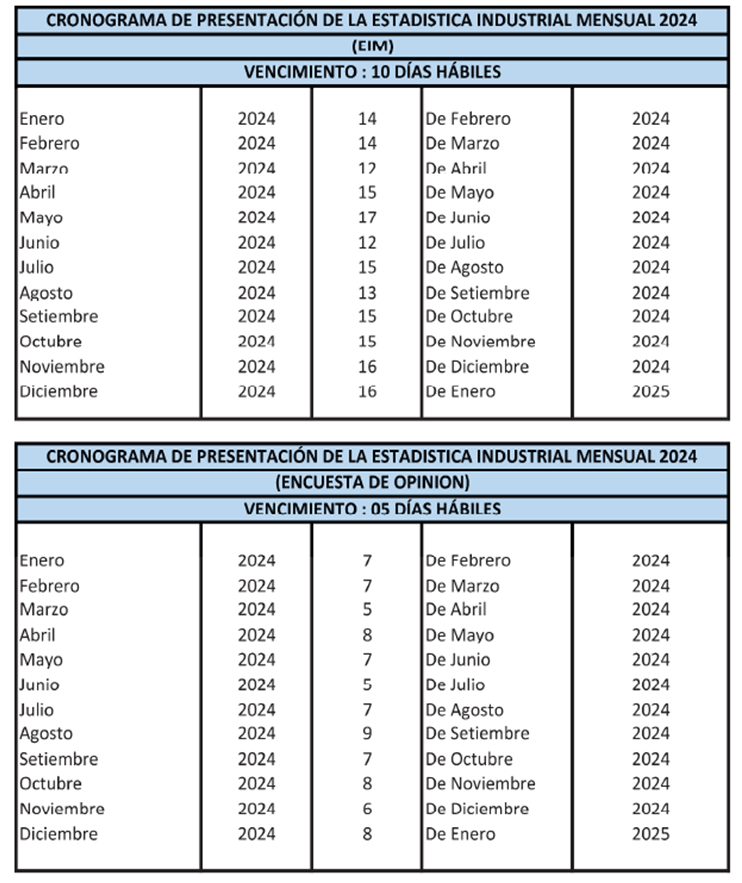 CRONOGRAMA DE PRESENTACIÓN DE LA ESTADISTICA INDUSTRIAL MENSUAL 2024
(EIM)
VENCIMIENTO : 10 DÍAS HÁBILES
Enero 2024 14 De Febrero 2024
Febrero 2024 14 De Marzo 2024
Marzo 2024 12 De Abril 2024
Abril 2024 15 De Mayo 2024
Mayo 2024 17 De Junio 2024
Junio 2024 12 De Julio 2024
Julio 2024 15 De Agosto 2024
Agosto 2024 13 De Setiembre 2024
Setiembre 2024 15 De Octubre 2024
Octubre 2024 15 De Noviembre 2024
Noviembre 2024 16 De Diciembre 2024
Diciembre 2024 16 De Enero 2025
CRONOGRAMA DE PRESENTACIÓN DE LA ESTADISTICA INDUSTRIAL MENSUAL 2024
(ENCUESTA DE OPINION)
VENCIMIENTO : 05 DÍAS HÁBILES
Enero 2024 7 De Febrero 2024
Febrero 2024 7 De Marzo 2024
Marzo 2024 5 De Abril 2024
Abril 2024 8 De Mayo 2024
Mayo 2024 7 De Junio 2024
Junio 2024 5 De Julio 2024
Julio 2024 7 De Agosto 2024
Agosto 2024 9 De Setiembre 2024
Setiembre 2024 7 De Octubre 2024
Octubre 2024 8 De Noviembre 2024
Noviembre 2024 6 De Diciembre 2024
Diciembre 2024 8 De Enero 2025